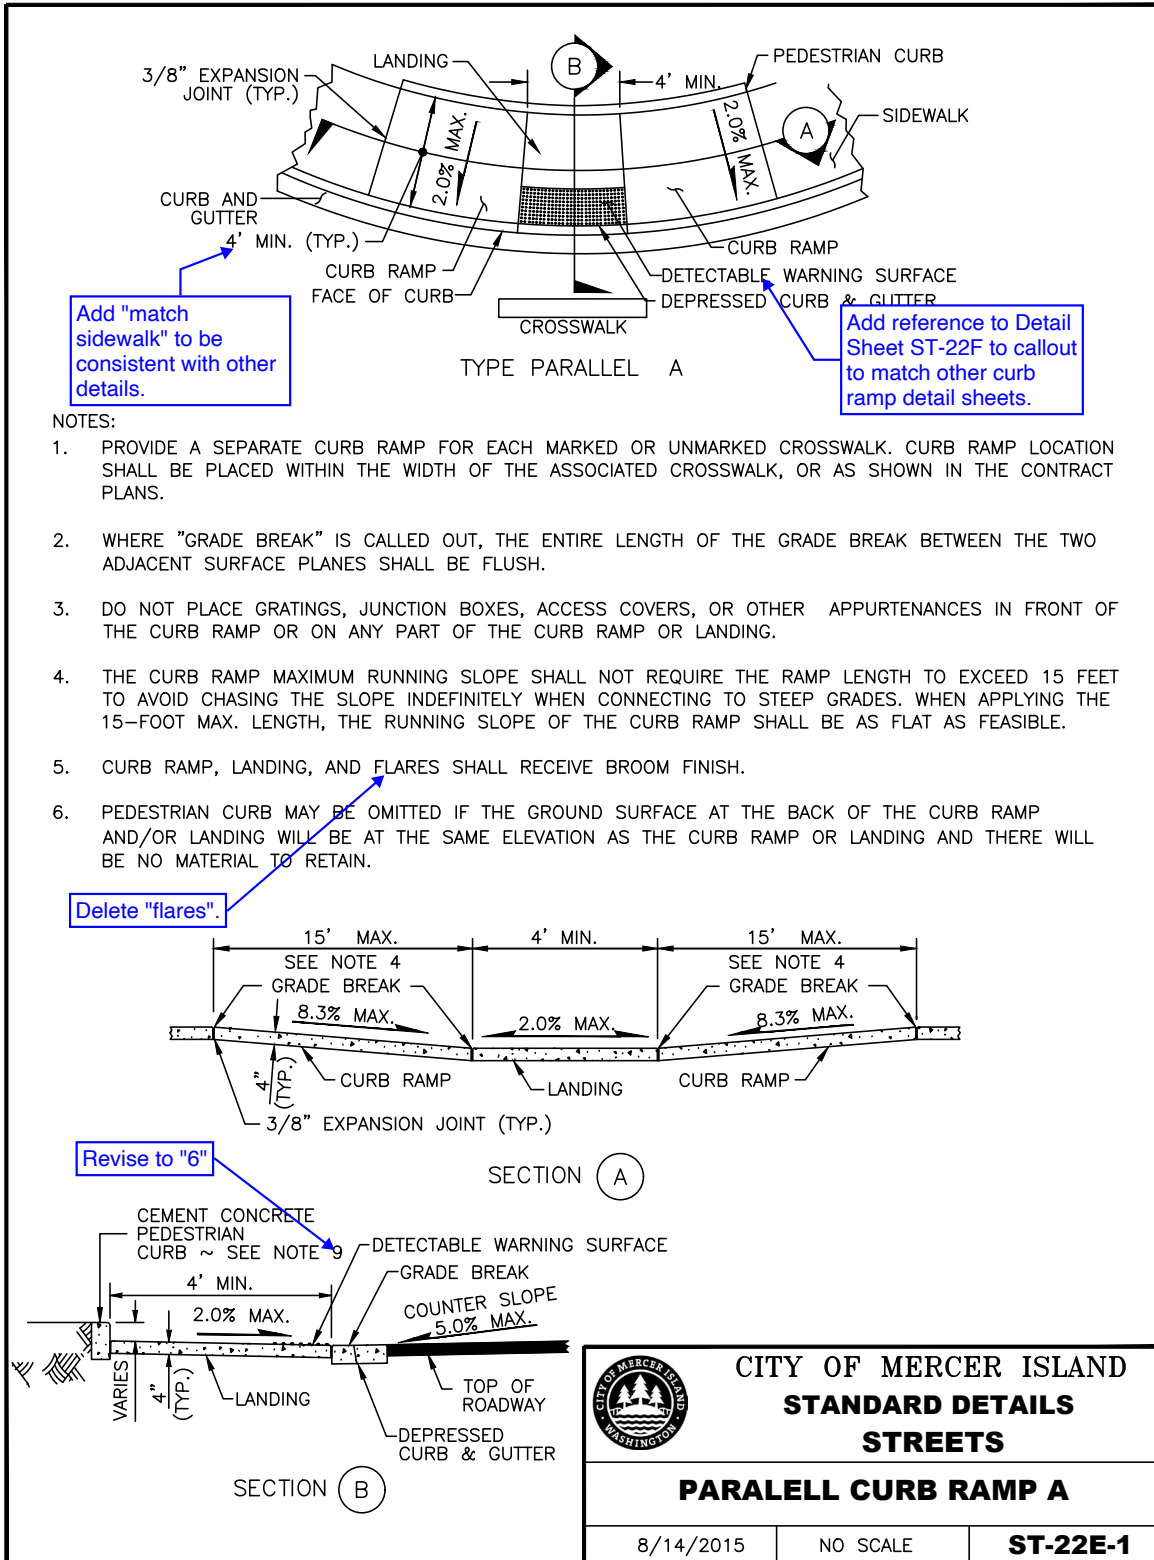 LANDING
B
PEDESTRIAN CURB
3/8" EXPANSION
JOINT (TYP.)
4' MIN.
2.0% MAX.
2.0% MAX.
A
SIDEWALK
CURB AND
GUTTER
4' MIN. (TYP.)
CURB RAMP
FACE OF CURB
CURB RAMP
DETECTABLE WARNING SURFACE
DEPRESSED CURB & GUTTER
CROSSWALK
Add "match
sidewalk" to be
consistent with other
details.
Add reference to Detail
Sheet ST-22F to callout
to match other curb
ramp detail sheets.
TYPE PARALLEL A
NOTES:
1. PROVIDE A SEPARATE CURB RAMP FOR EACH MARKED OR UNMARKED CROSSWALK. CURB RAMP LOCATION
SHALL BE PLACED WITHIN THE WIDTH OF THE ASSOCIATED CROSSWALK, OR AS SHOWN IN THE CONTRACT
PLANS.
2. WHERE "GRADE BREAK" IS CALLED OUT, THE ENTIRE LENGTH OF THE GRADE BREAK BETWEEN THE TWO
ADJACENT SURFACE PLANES SHALL BE FLUSH.
3. DO NOT PLACE GRATINGS, JUNCTION BOXES, ACCESS COVERS, OR OTHER APPURTENANCES IN FRONT OF
THE CURB RAMP OR ON ANY PART OF THE CURB RAMP OR LANDING.
4. THE CURB RAMP MAXIMUM RUNNING SLOPE SHALL NOT REQUIRE THE RAMP LENGTH TO EXCEED 15 FEET
TO AVOID CHASING THE SLOPE INDEFINITELY WHEN CONNECTING TO STEEP GRADES. WHEN APPLYING THE
15-FOOT MAX. LENGTH, THE RUNNING SLOPE OF THE CURB RAMP SHALL BE AS FLAT AS FEASIBLE.
5. CURB RAMP, LANDING, AND FLARES SHALL RECEIVE BROOM FINISH.
6. PEDESTRIAN CURB MAY BE OMITTED IF THE GROUND SURFACE AT THE BACK OF THE CURB RAMP
AND/OR LANDING WILL BE AT THE SAME ELEVATION AS THE CURB RAMP OR LANDING AND THERE WILL
BE NO MATERIAL TO RETAIN.
Delete "flares".
15' MAX.
4' MIN.
15' MAX.
SEE NOTE 4
SEE NOTE 4
GRADE BREAK
GRADE BREAK
8.3% MAX.
2.0% MAX.
8.3% MAX.
4"
(TYP.)
CURB RAMP
LANDING
CURB RAMP
3/8" EXPANSION JOINT (TYP.)
Revise to "6"
SECTION A
CEMENT CONCRETE
PEDESTRIAN
CURB ~ SEE NOTE 9
DETECTABLE WARNING SURFACE
GRADE BREAK
4' MIN.
COUNTER SLOPE
5.0% MAX.
2.0% MAX.
VARIES
4"
(TYP.)
LANDING
TOP OF
ROADWAY
DEPRESSED
CURB & GUTTER
SECTION B
CITY OF MERCER ISLAND
WASHINGTON
CITY OF MERCER ISLAND
STANDARD DETAILS
STREETS
PARALELL CURB RAMP A
8/14/2015
NO SCALE
ST-22E-1